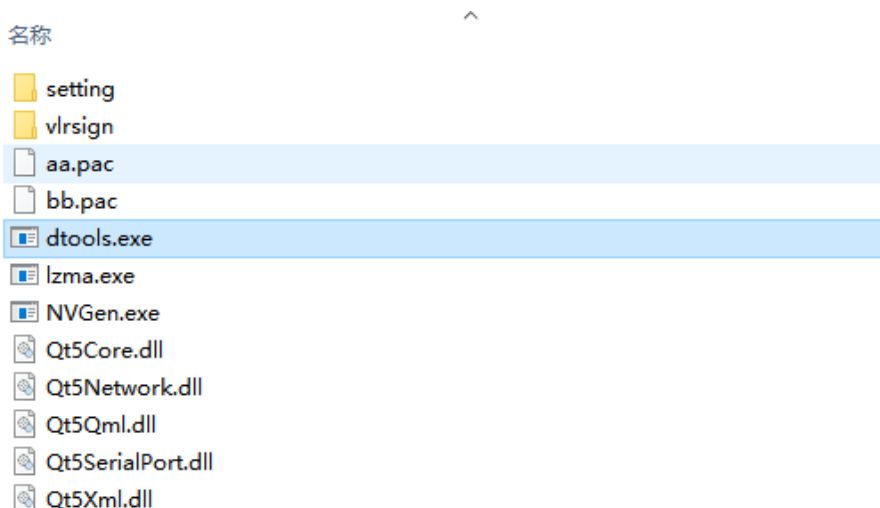 名称
setting
vlrsign
aa.pac
bb.pac
dtools.exe
lzma.exe
NVGen.exe
Qt5Core.dll
Qt5Network.dll
Qt5Qml.dll
Qt5SerialPort.dll
Qt5Xml.dll